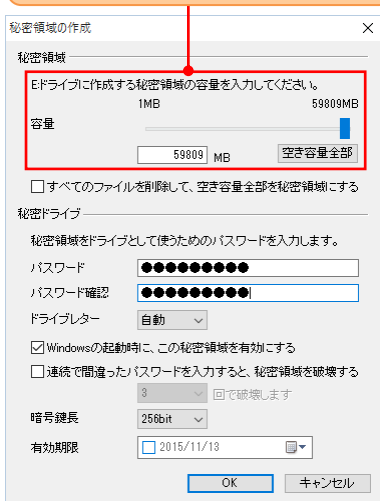 秘密領域の作成
秘密領域
E:ドライブに作成する秘密領域の容量を入力してください。
1MB 59809MB
容量
59809 MB 空き容量全部
すべてのファイルを削除して、空き容量全部を秘密領域にする
秘密ドライブ
秘密領域をドライブとして使うためのパスワードを入力します。
パスワード ●●●●●●●●●
パスワード確認 ●●●●●●●●●
ドライブレター 自動
Windowsの起動時に、この秘密領域を有効にする
連続で間違ったパスワードを入力すると、秘密領域を破壊する
3 回で破壊します
暗号鍵長 256bit
有効期限 2015/11/13
OK キャンセル